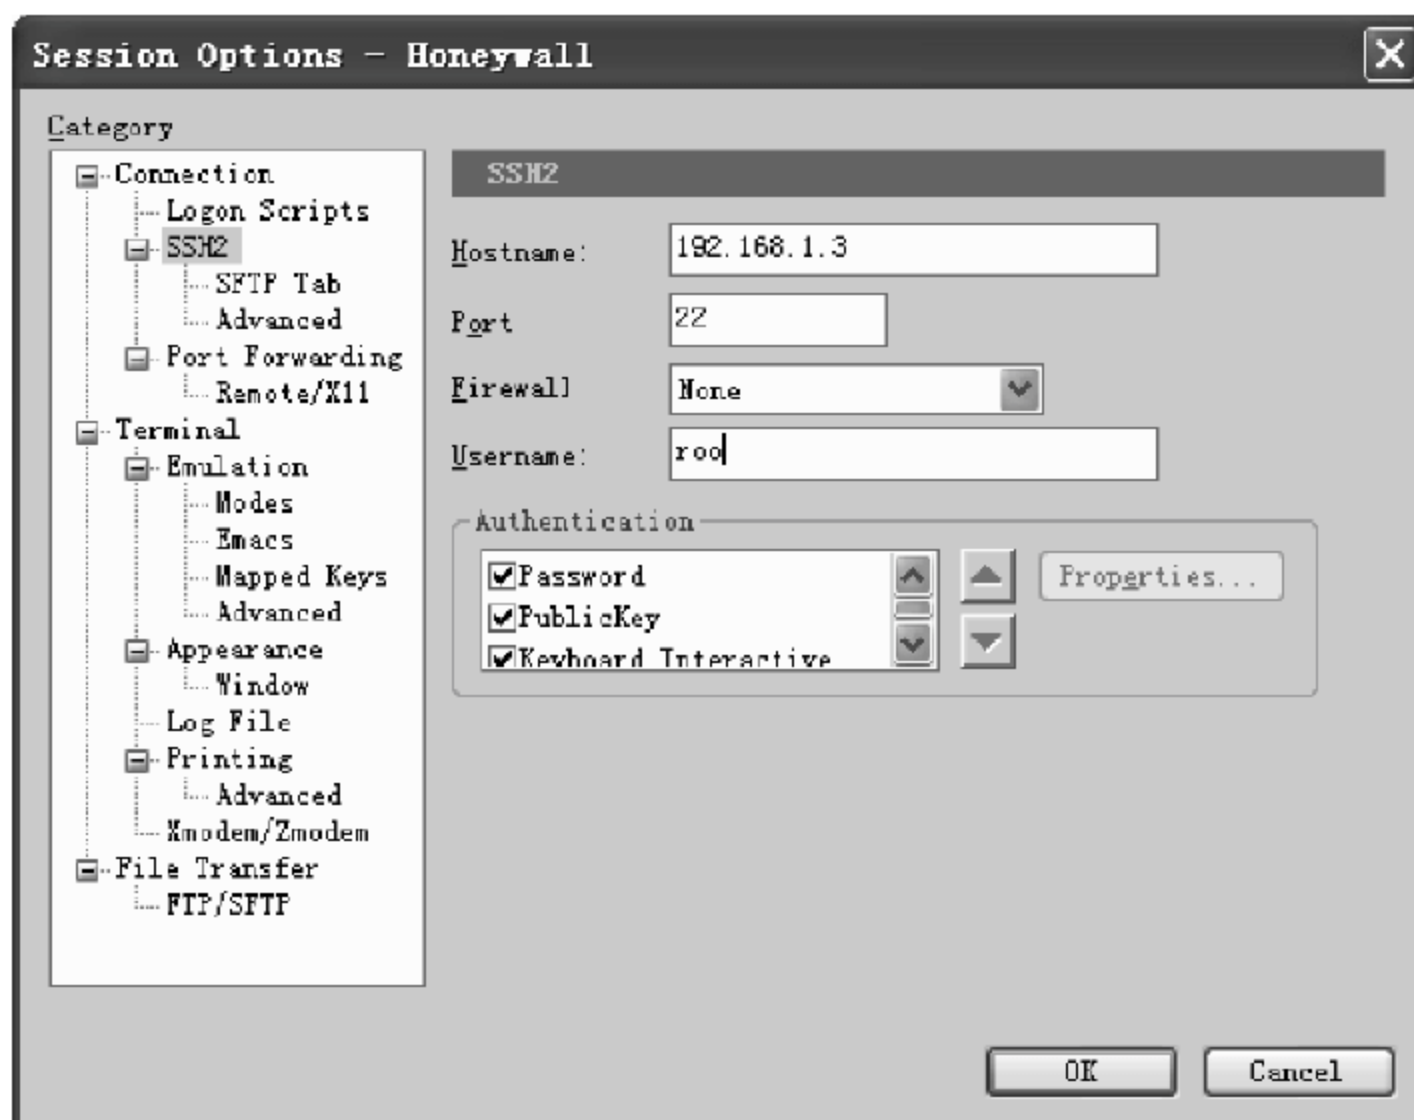 Session Options - Honeywall
Category
Connection
Logon Scripts
SSH2
SFTP Tab
Advanced
Port Forwarding
Remote/X11
Terminal
Emulation
Modes
Emacs
Mapped Keys
Advanced
Appearance
Window
Log File
Printing
Advanced
Xmodem/Zmodem
File Transfer
FTP/SFTP
SSH2
Hostname: 192.168.1.3
Port 22
Firewall None
Username: roo
Authentication
Password
PublicKey
Keyboard Interactive
Properties...
OK Cancel